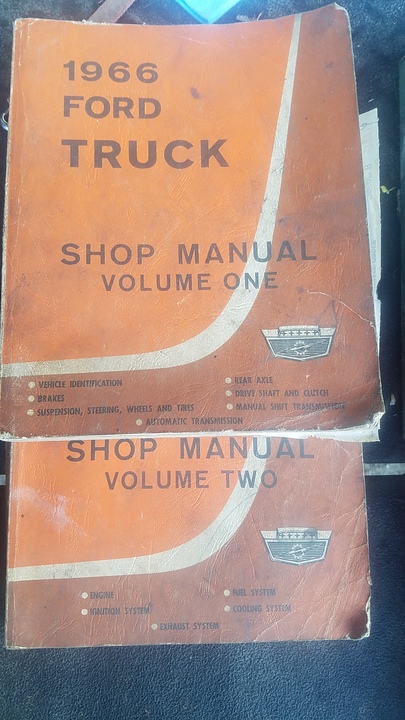 1966
FORD
TRUCK
SHOP MANUAL
VOLUME ONE
VEHICLE IDENTIFICATION
BRAKES
SUSPENSION, STEERING, WHEELS AND TIRES
REAR AXLE
DRIVE SHAFT AND CLUTCH
MANUAL SHIFT TRANSMISSION
AUTOMATIC TRANSMISSION
SHOP MANUAL
VOLUME TWO
ENGINE
IGNITION SYSTEM
FUEL SYSTEM
COOLING SYSTEM
EXHAUST SYSTEM